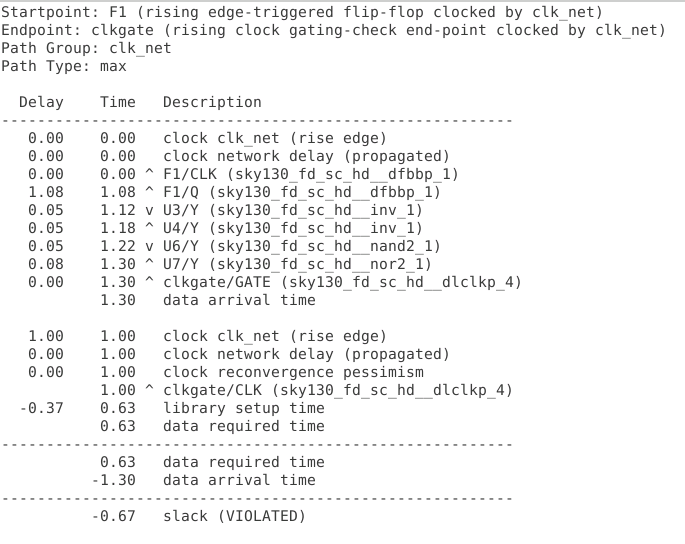 Startpoint: F1 (rising edge-triggered flip-flop clocked by clk_net)
Endpoint: clkgate (rising clock gating-check end-point clocked by clk_net)
Path Group: clk_net
Path Type: max

  Delay    Time   Description
---------------------------------------------------------
   0.00    0.00   clock clk_net (rise edge)
   0.00    0.00   clock network delay (propagated)
   0.00    0.00 ^ F1/CLK (sky130_fd_sc_hd__dfbbp_1)
   1.08    1.08 ^ F1/Q (sky130_fd_sc_hd__dfbbp_1)
   0.05    1.12 v U3/Y (sky130_fd_sc_hd__inv_1)
   0.05    1.18 ^ U4/Y (sky130_fd_sc_hd__inv_1)
   0.05    1.22 v U6/Y (sky130_fd_sc_hd__nand2_1)
   0.08    1.30 ^ U7/Y (sky130_fd_sc_hd__nor2_1)
   0.00    1.30 ^ clkgate/GATE (sky130_fd_sc_hd__dlclkp_4)
           1.30   data arrival time

   1.00    1.00   clock clk_net (rise edge)
   0.00    1.00   clock network delay (propagated)
   0.00    1.00   clock reconvergence pessimism
           1.00 ^ clkgate/CLK (sky130_fd_sc_hd__dlclkp_4)
  -0.37    0.63   library setup time
           0.63   data required time
---------------------------------------------------------
           0.63   data required time
          -1.30   data arrival time
---------------------------------------------------------
          -0.67   slack (VIOLATED)